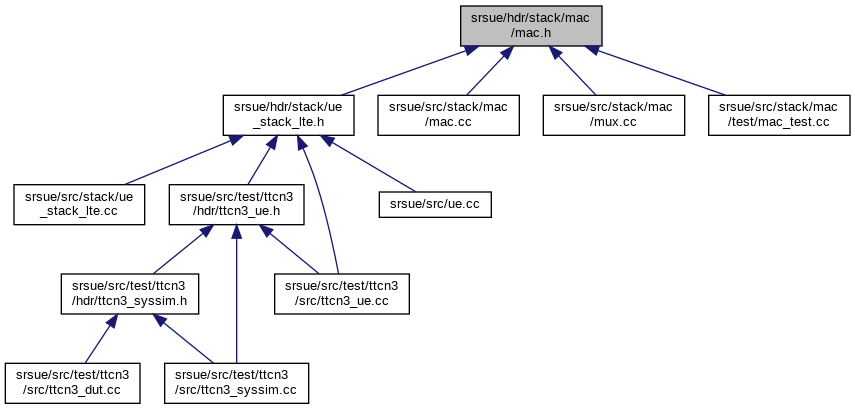 srsue/hdr/stack/mac
/mac.h
srsue/hdr/stack/ue
_stack_lte.h
srsue/src/stack/mac
/mac.cc
srsue/src/stack/mac
/mux.cc
srsue/src/stack/mac
/test/mac_test.cc
srsue/src/stack/ue
_stack_lte.cc
srsue/src/test/ttcn3
/hdr/ttcn3_ue.h
srsue/src/ue.cc
srsue/src/test/ttcn3
/hdr/ttcn3_syssim.h
srsue/src/test/ttcn3
/src/ttcn3_ue.cc
srsue/src/test/ttcn3
/src/ttcn3_dut.cc
srsue/src/test/ttcn3
/src/ttcn3_syssim.cc